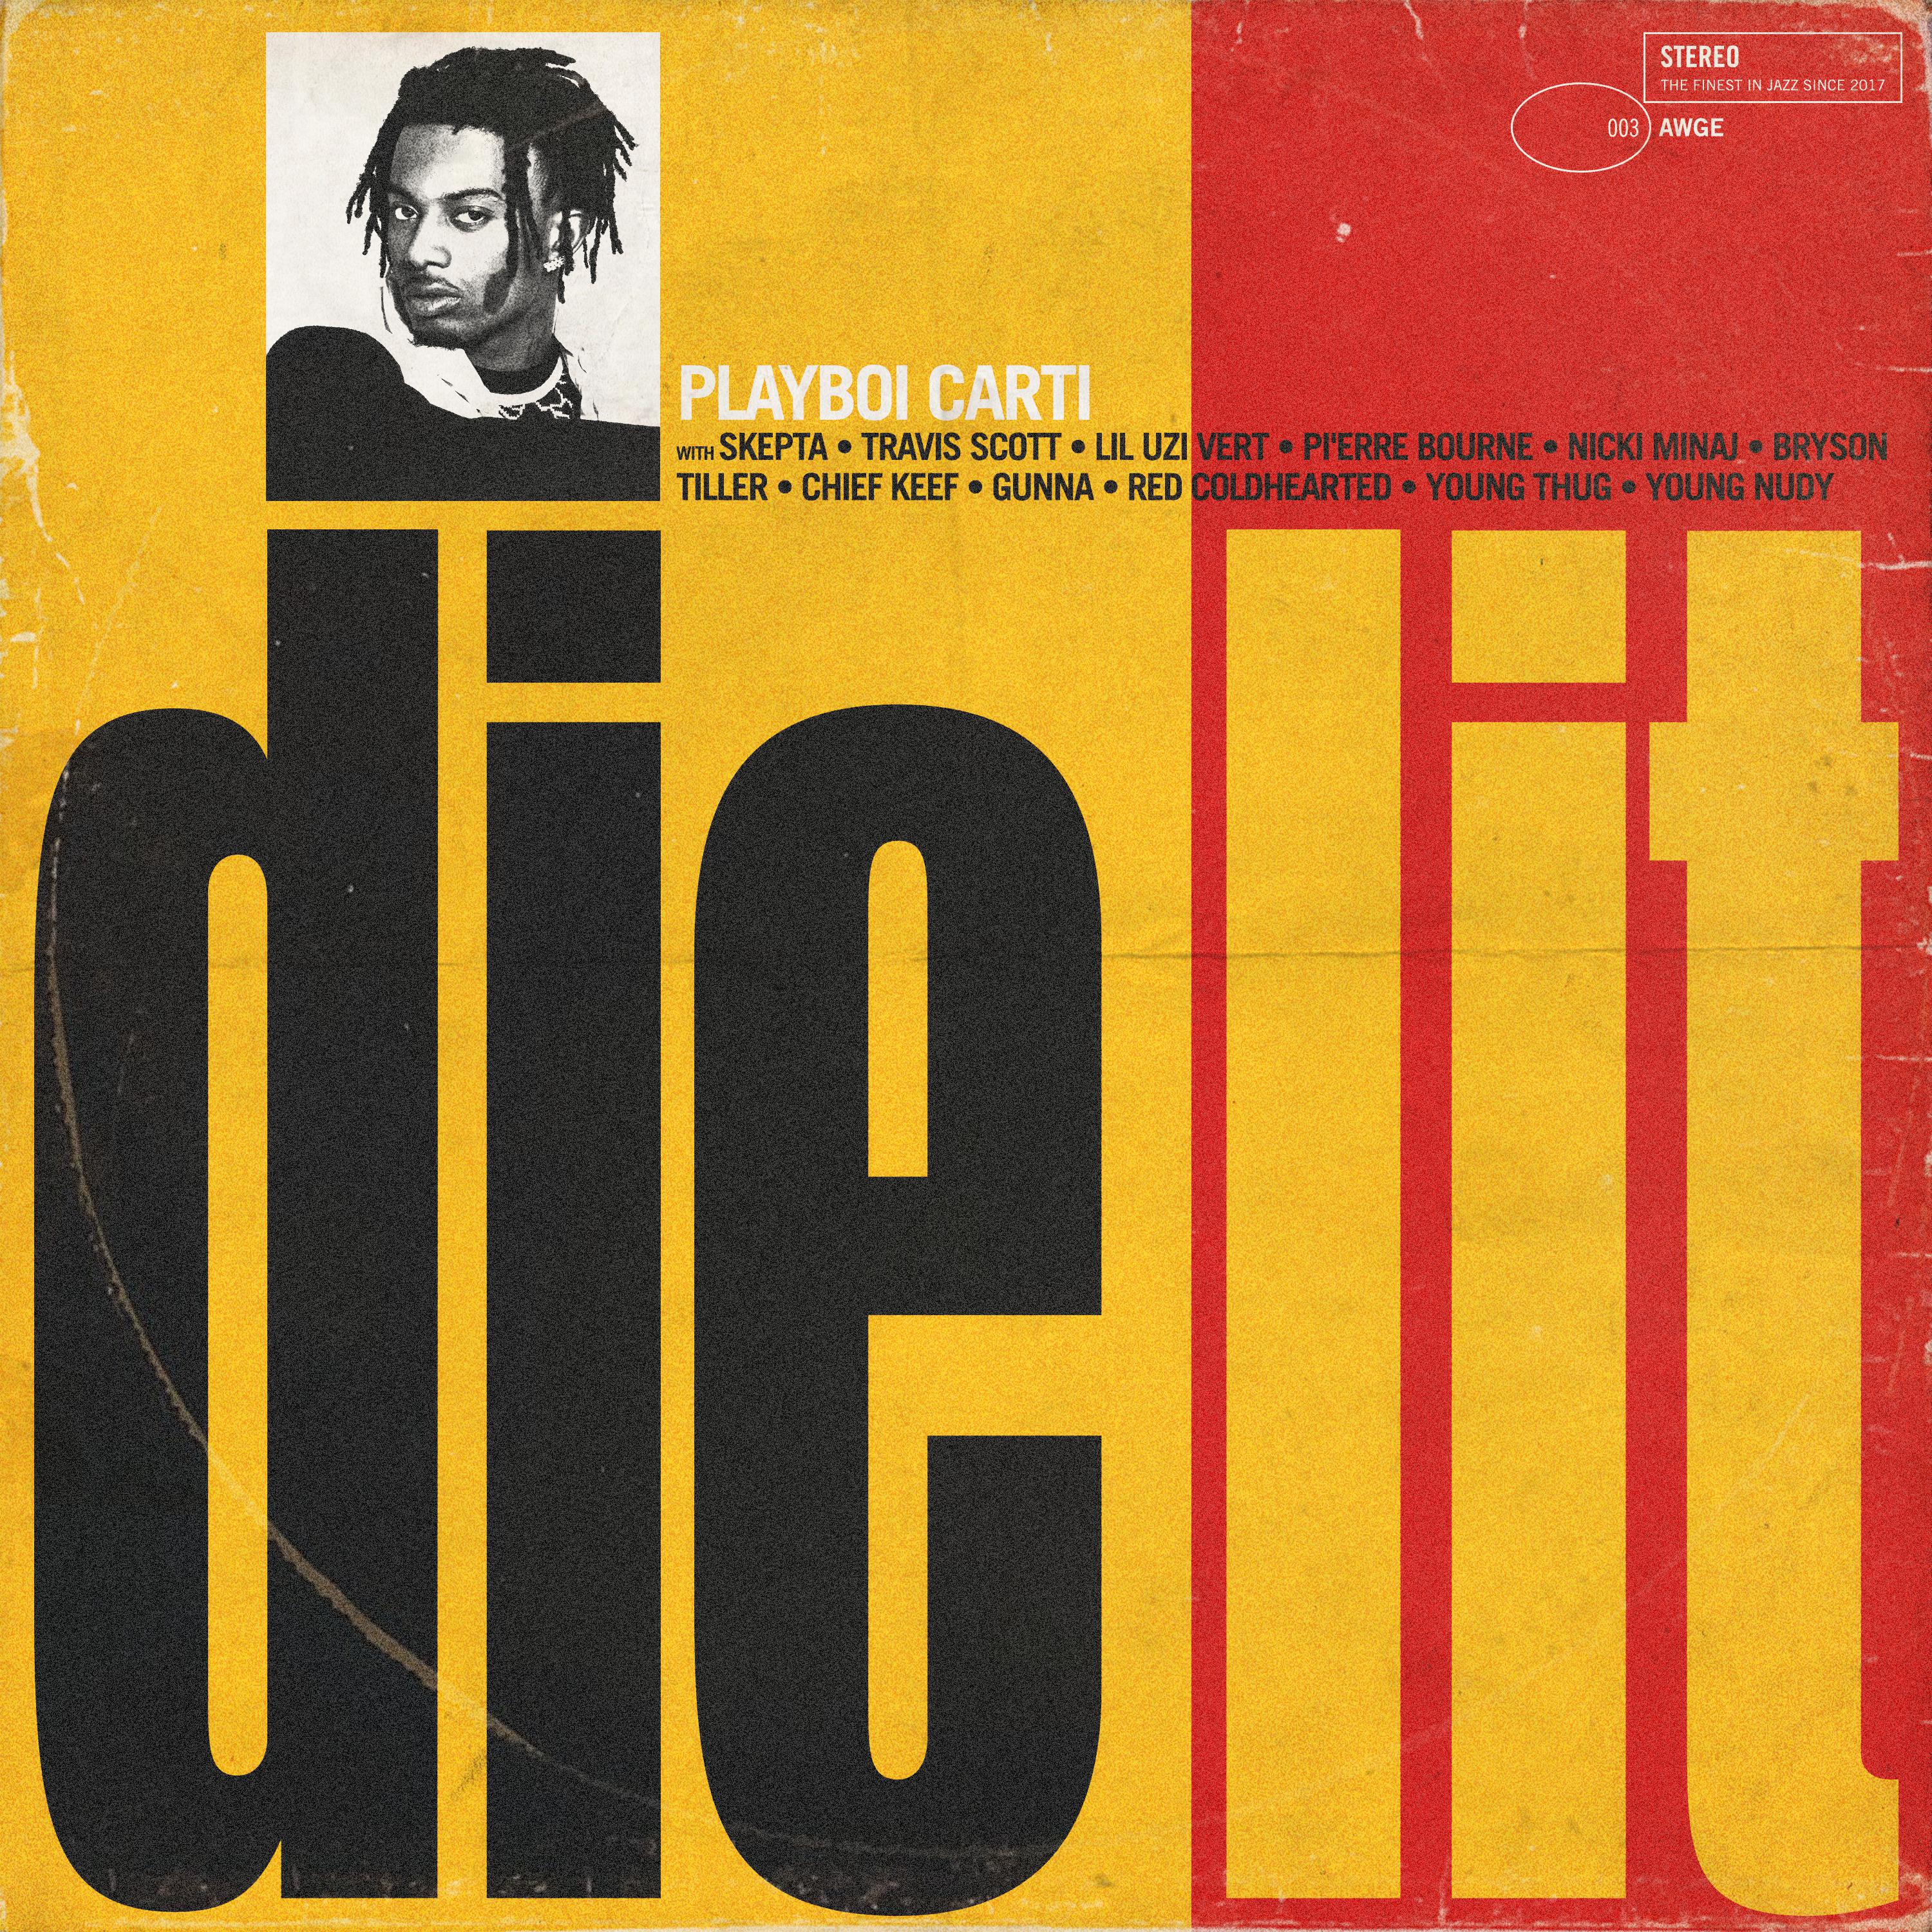 STEREO
THE FINEST IN JAZZ SINCE 2017
003 AWGE
PLAYBOI CARTI
WITH SKEPTA • TRAVIS SCOTT • LIL UZI VERT • PI'ERRE BOURNE • NICKI MINAJ • BRYSON
TILLER • CHIEF KEEF • GUNNA • RED COLDHEARTED • YOUNG THUG • YOUNG NUDY
die lit